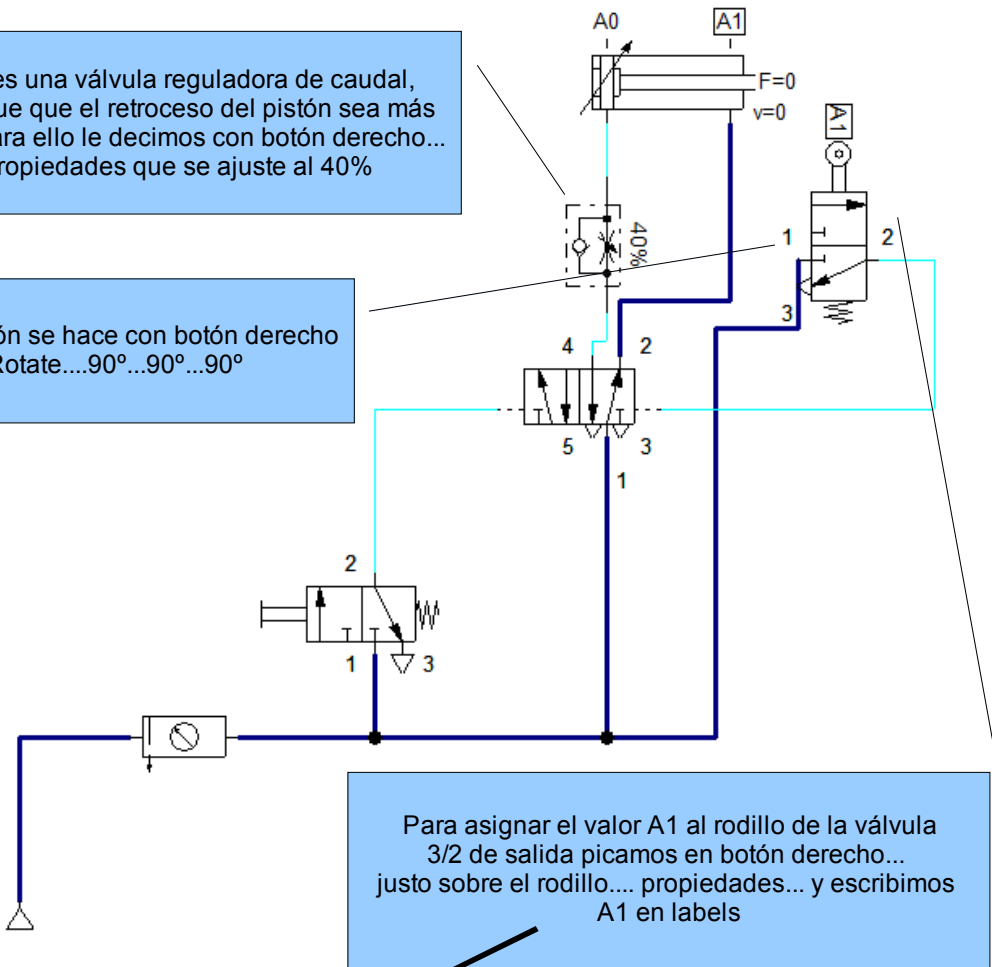 A0
A1
F=0
v=0
es una válvula reguladora de caudal,
ue que el retroceso del pistón sea más
ara ello le decimos con botón derecho...
ropiedades que se ajuste al 40%
A1
40%
1
2
3
ón se hace con botón derecho
Rotate....90º...90º...90º
4
2
5
3
1
2
1
3
Para asignar el valor A1 al rodillo de la válvula
3/2 de salida picamos en botón derecho...
justo sobre el rodillo.... propiedades... y escribimos
A1 en labels